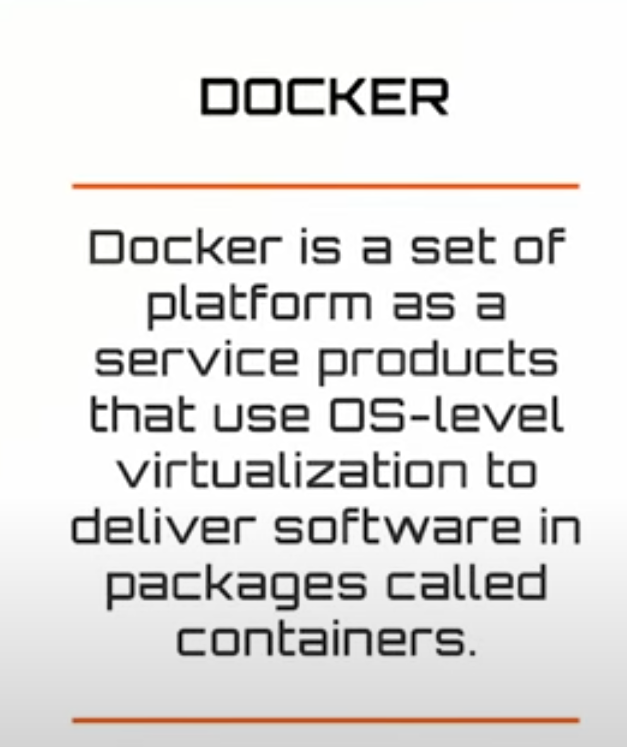 DOCKER
Docker is a set of
platform as a
service products
that use OS-level
virtualization to
deliver software in
packages called
containers.